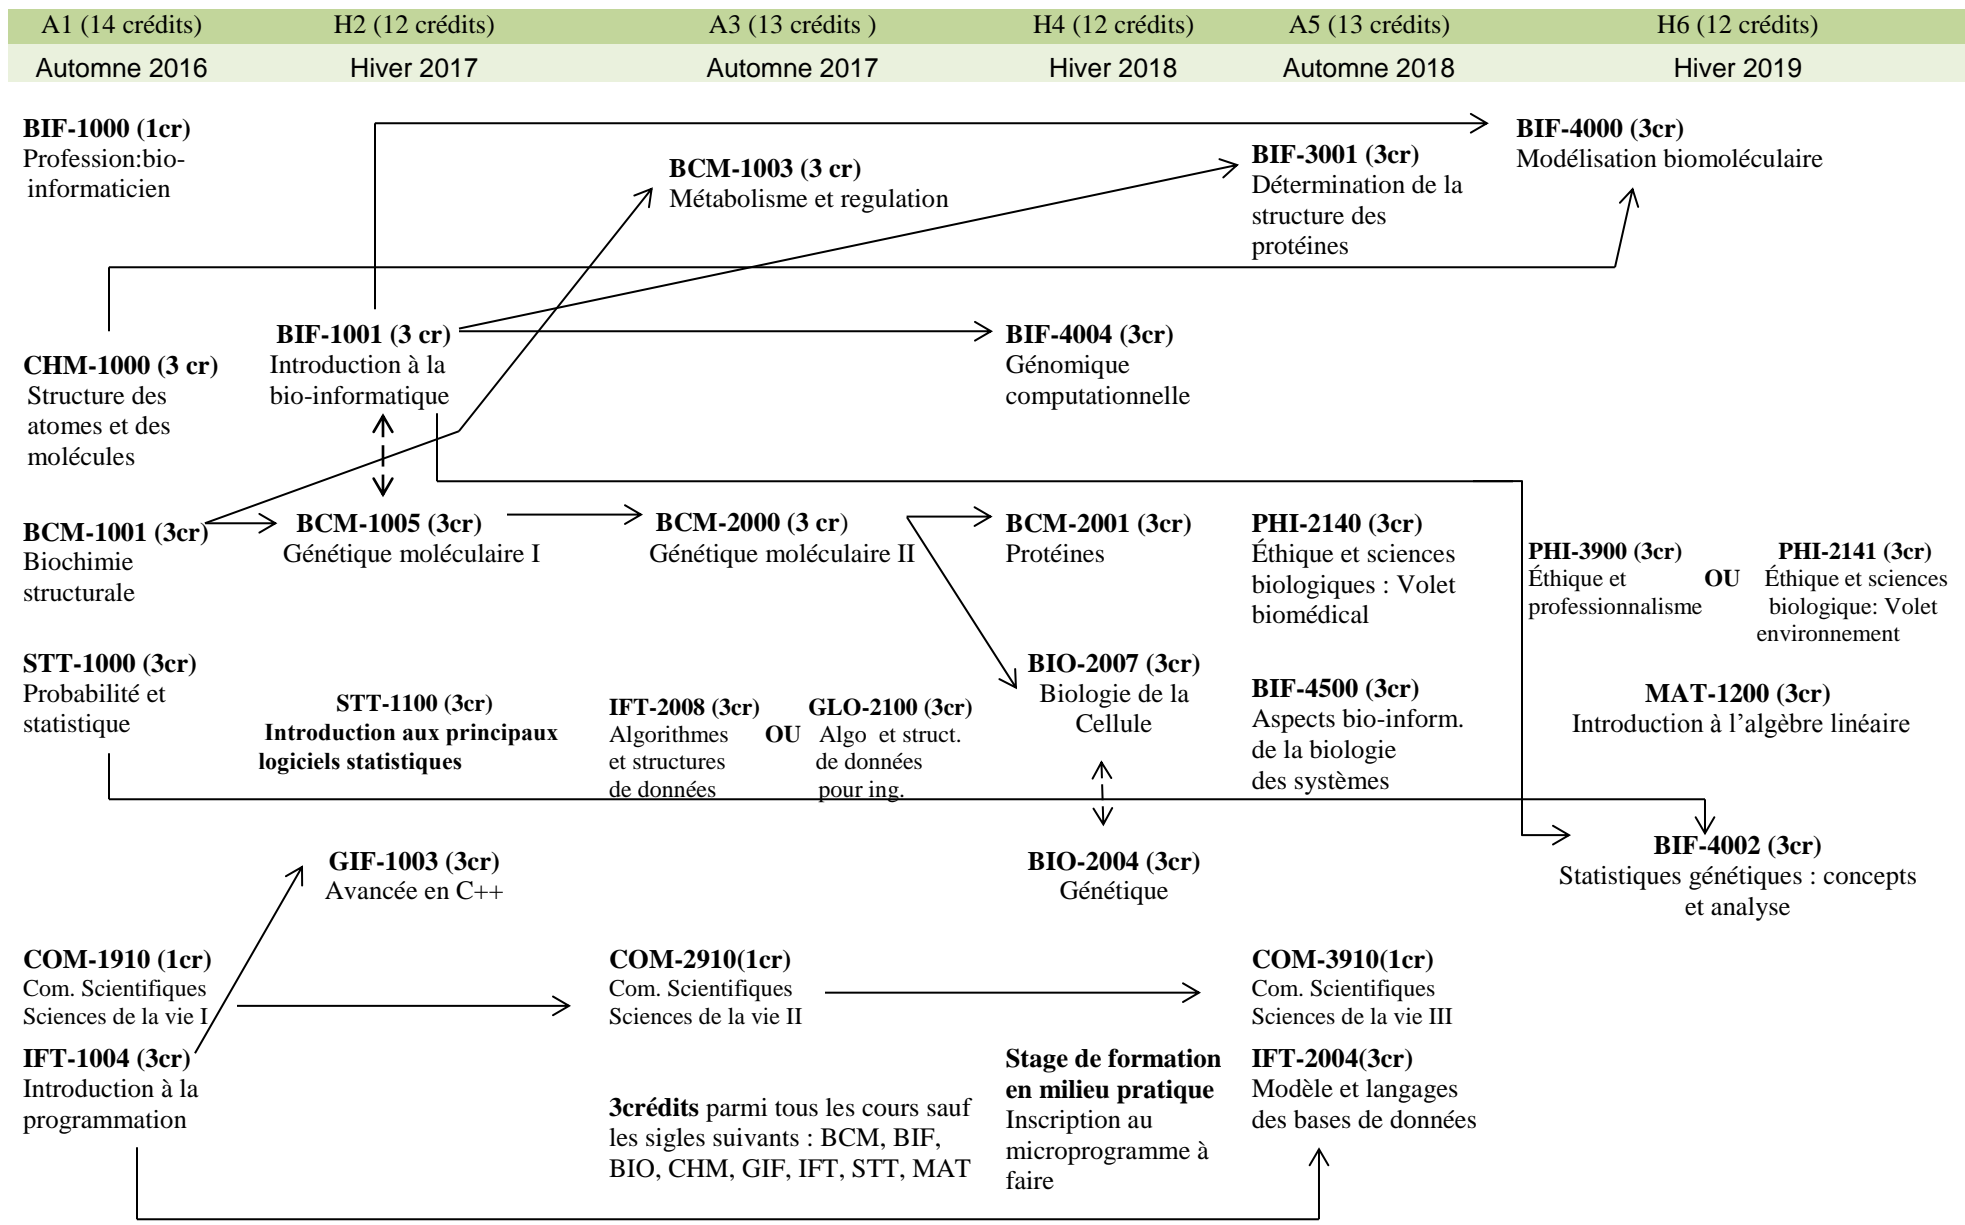 A1 (14 crédits) H2 (12 crédits) A3 (13 crédits ) H4 (12 crédits) A5 (13 crédits) H6 (12 crédits)
Automne 2016 Hiver 2017 Automne 2017 Hiver 2018 Automne 2018 Hiver 2019
BIF-1000 (1cr)
Profession:bio-
informaticien
CHM-1000 (3 cr)
Structure des
atomes et des
molécules
BCM-1001 (3cr)
Biochimie
structurale
STT-1000 (3cr)
Probabilité et
statistique
COM-1910 (1cr)
Com. Scientifiques
Sciences de la vie I
IFT-1004 (3cr)
Introduction à la
programmation
BIF-1001 (3 cr)
Introduction à la
bio-informatique
BCM-1005 (3cr)
Génétique moléculaire I
STT-1100 (3cr)
Introduction aux principaux
logiciels statistiques
GIF-1003 (3cr)
Avancée en C++
BCM-1003 (3 cr)
Métabolisme et regulation
BCM-2000 (3 cr)
Génétique moléculaire II
IFT-2008 (3cr)
Algorithmes
et structures
de données
OU
GLO-2100 (3cr)
Algo et struct.
de données
pour ing.
COM-2910(1cr)
Com. Scientifiques
Sciences de la vie II
3crédits parmi tous les cours sauf
les sigles suivants : BCM, BIF,
BIO, CHM, GIF, IFT, STT, MAT
BIF-4004 (3cr)
Génomique
computationnelle
BCM-2001 (3cr)
Protéines
BIO-2007 (3cr)
Biologie de la
Cellule
BIO-2004 (3cr)
Génétique
Stage de formation
en milieu pratique
Inscription au
microprogramme à
faire
BIF-3001 (3cr)
Détermination de la
structure des
protéines
PHI-2140 (3cr)
Éthique et sciences
biologiques : Volet
biomédical
BIF-4500 (3cr)
Aspects bio-inform.
de la biologie
des systèmes
COM-3910(1cr)
Com. Scientifiques
Sciences de la vie III
IFT-2004(3cr)
Modèle et langages
des bases de données
BIF-4000 (3cr)
Modélisation biomoléculaire
PHI-3900 (3cr)
Éthique et
professionnalisme
OU
PHI-2141 (3cr)
Éthique et sciences
biologique: Volet
environnement
MAT-1200 (3cr)
Introduction à l’algèbre linéaire
BIF-4002 (3cr)
Statistiques génétiques : concepts
et analyse